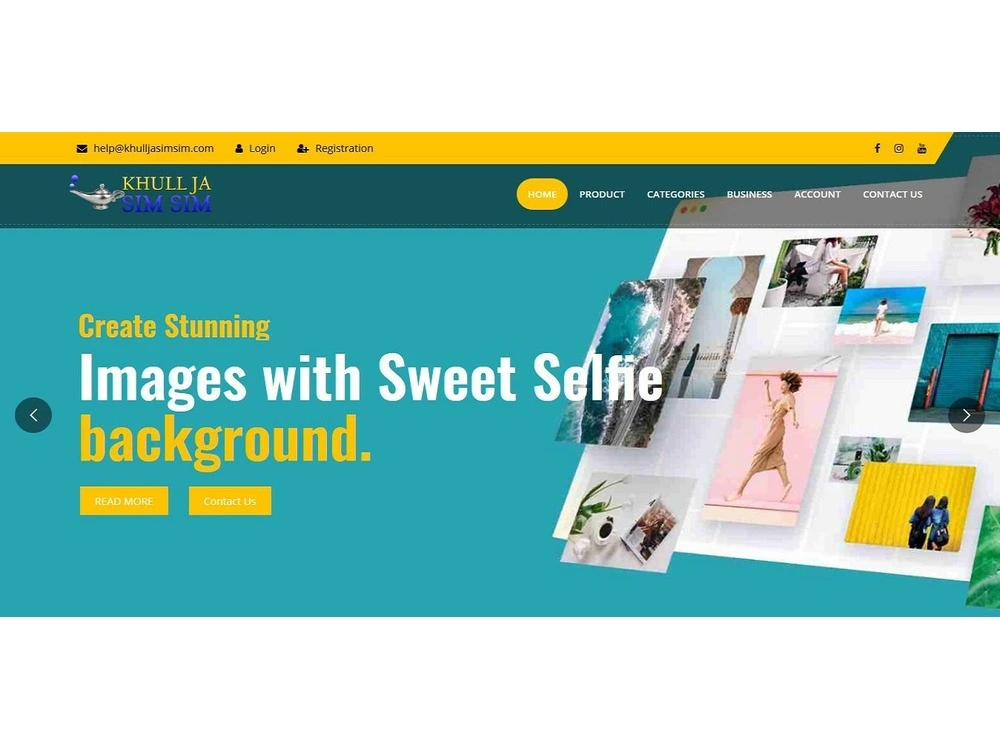 help@khulljasimsim.com Login Registration
KHULL JA
SIM SIM
HOME PRODUCT CATEGORIES BUSINESS ACCOUNT CONTACT US
Create Stunning
Images with Sweet Selfie
background.
READ MORE Contact Us